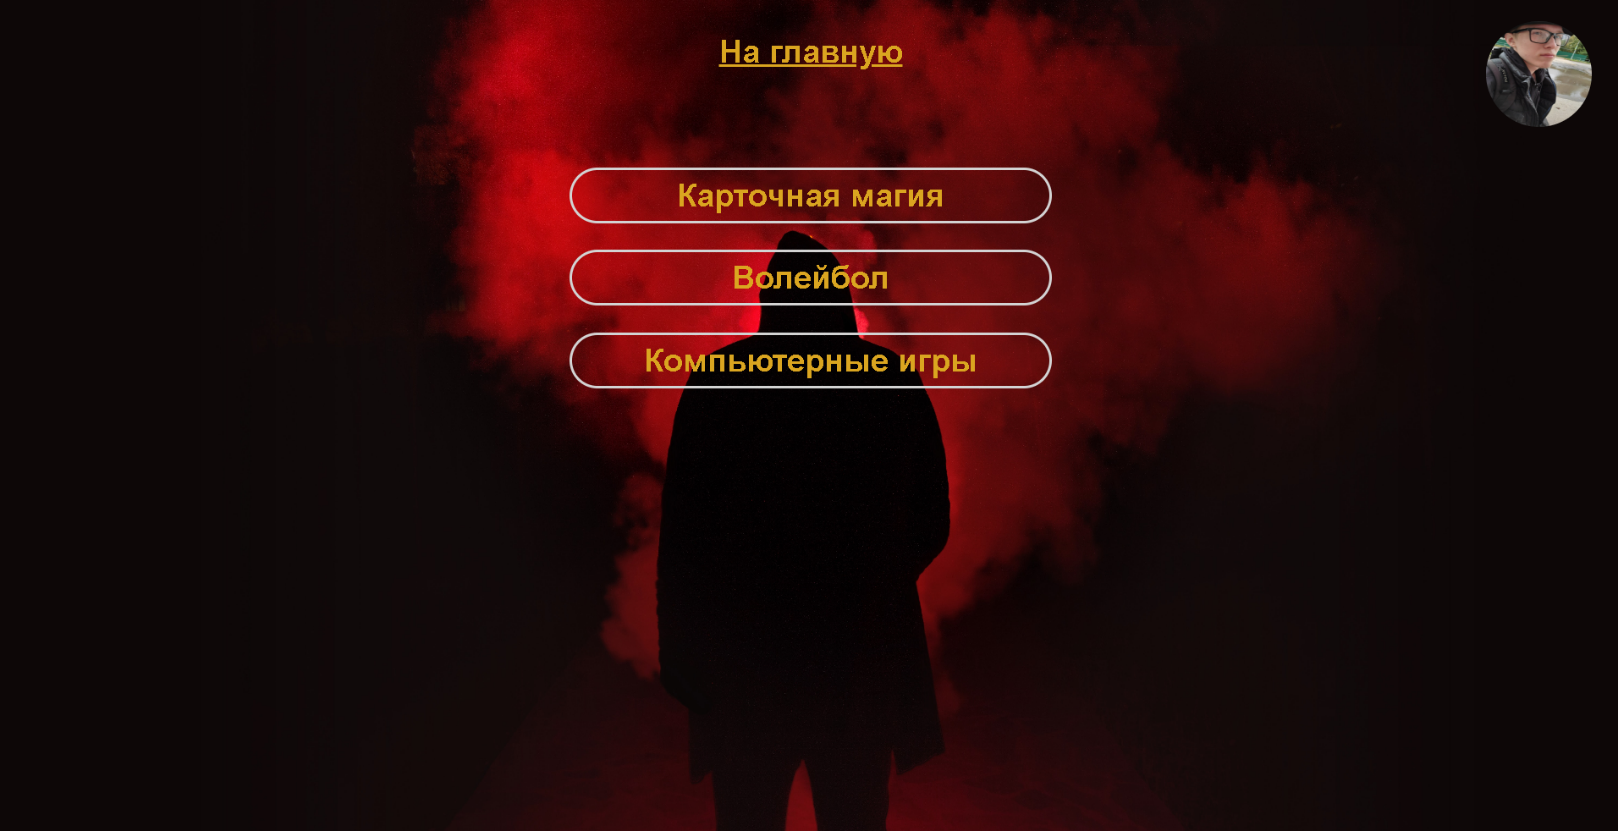 На главную
Карточная магия
Волейбол
Компьютерные игры